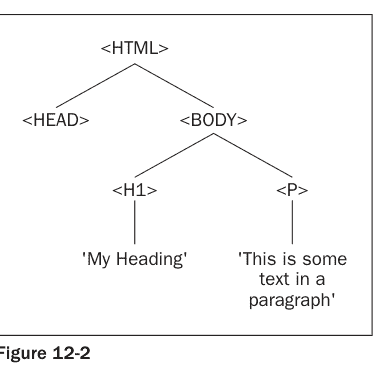 <HTML>
<HEAD> <BODY>
<H1> <P>
'My Heading' 'This is some
text in a
paragraph'
Figure 12-2